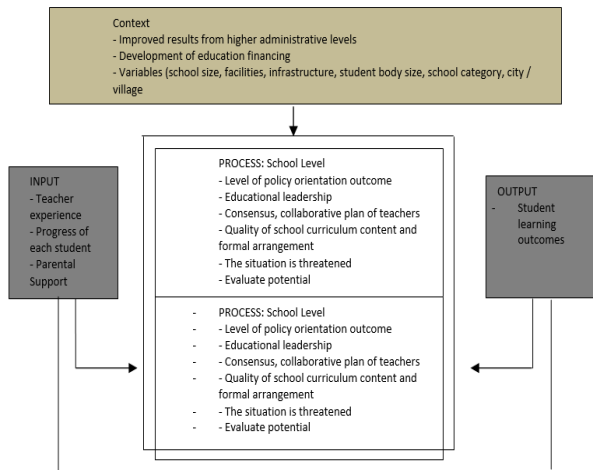 Context
- Improved results from higher administrative levels
- Development of education financing
- Variables (school size, facilities, infrastructure, student body size, school category, city /
village
INPUT
- Teacher
experience
- Progress of
each student
- Parental
Support
PROCESS: School Level
- Level of policy orientation outcome
- Educational leadership
- Consensus, collaborative plan of teachers
- Quality of school curriculum content and
formal arrangement
- The situation is threatened
- Evaluate potential
- PROCESS: School Level
- - Level of policy orientation outcome
- - Educational leadership
- - Consensus, collaborative plan of teachers
- - Quality of school curriculum content and
formal arrangement
- - The situation is threatened
- - Evaluate potential
OUTPUT
- Student
learning
outcomes